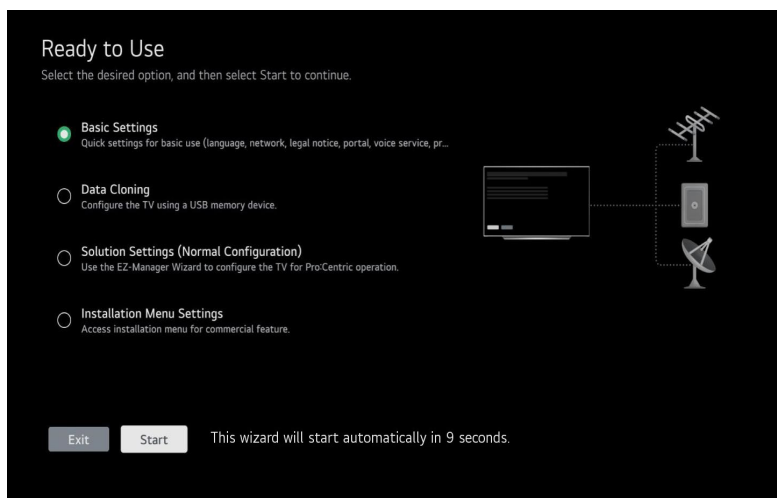 Ready to Use
Select the desired option, and then select Start to continue.
Basic Settings
Quick settings for basic use (language, network, legal notice, portal, voice service, pr...
Data Cloning
Configure the TV using a USB memory device.
Solution Settings (Normal Configuration)
Use the EZ-Manager Wizard to configure the TV for Pro:Centric operation.
Installation Menu Settings
Access installation menu for commercial feature.
Exit
Start
This wizard will start automatically in 9 seconds.